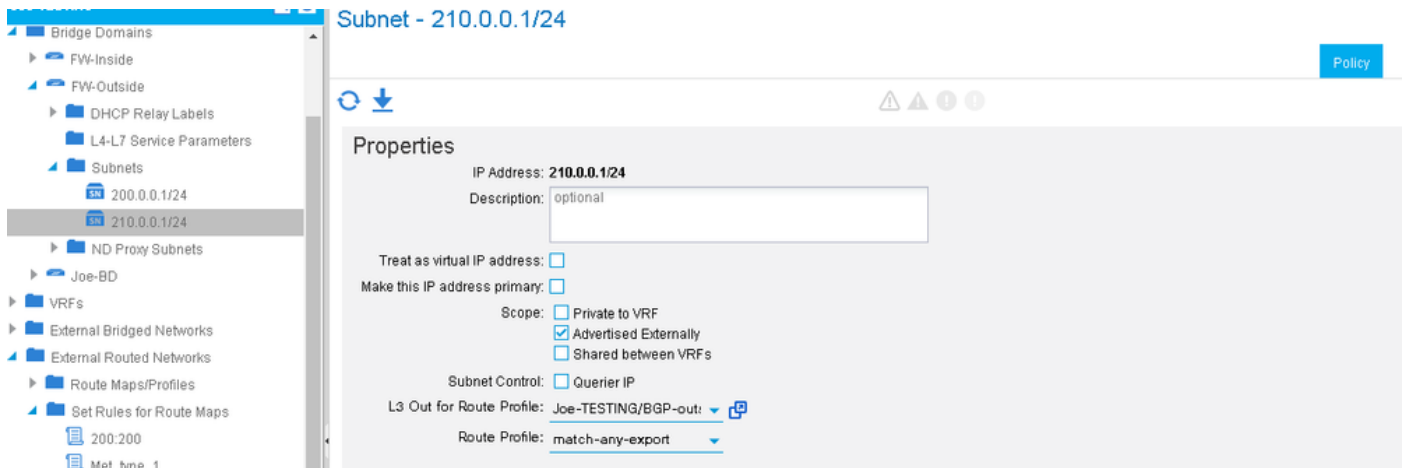 Bridge Domains
FW-Inside
FW-Outside
DHCP Relay Labels
L4-L7 Service Parameters
Subnets
SN 200.0.0.1/24
SN 210.0.0.1/24
ND Proxy Subnets
Joe-BD
VRFs
External Bridged Networks
External Routed Networks
Route Maps/Profiles
Set Rules for Route Maps
200:200
Subnet - 210.0.0.1/24
Policy
Properties
IP Address: 210.0.0.1/24
Description: optional
Treat as virtual IP address:
Make this IP address primary:
Scope: Private to VRF
Advertised Externally
Shared between VRFs
Subnet Control: Querier IP
L3 Out for Route Profile: Joe-TESTING/BGP-out
Route Profile: match-any-export